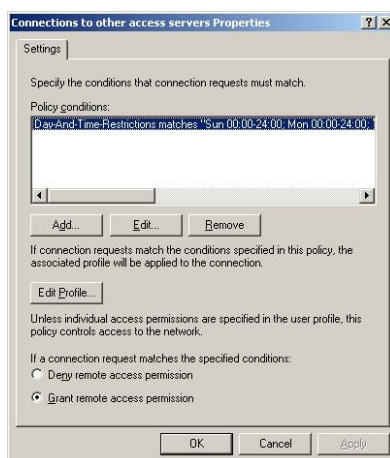 Connections to other access servers Properties
Settings
Specify the conditions that connection requests must match.
Policy conditions:
Day-And-Time-Restrictions matches "Sun 00:00-24:00; Mon 00:00-24:00;
Add... Edit... Remove
If connection requests match the conditions specified in this policy, the
associated profile will be applied to the connection.
Edit Profile...
Unless individual access permissions are specified in the user profile, this
policy controls access to the network.
If a connection request matches the specified conditions:
Deny remote access permission
Grant remote access permission
OK Cancel Apply